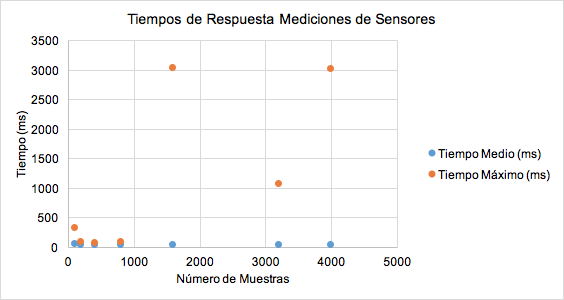 Tiempos de Respuesta Mediciones de Sensores
3500
3000
2500
2000
1500
1000
500
0
Tiempo (ms)
0 1000 2000 3000 4000 5000
Número de Muestras
Tiempo Medio (ms)
Tiempo Máximo (ms)